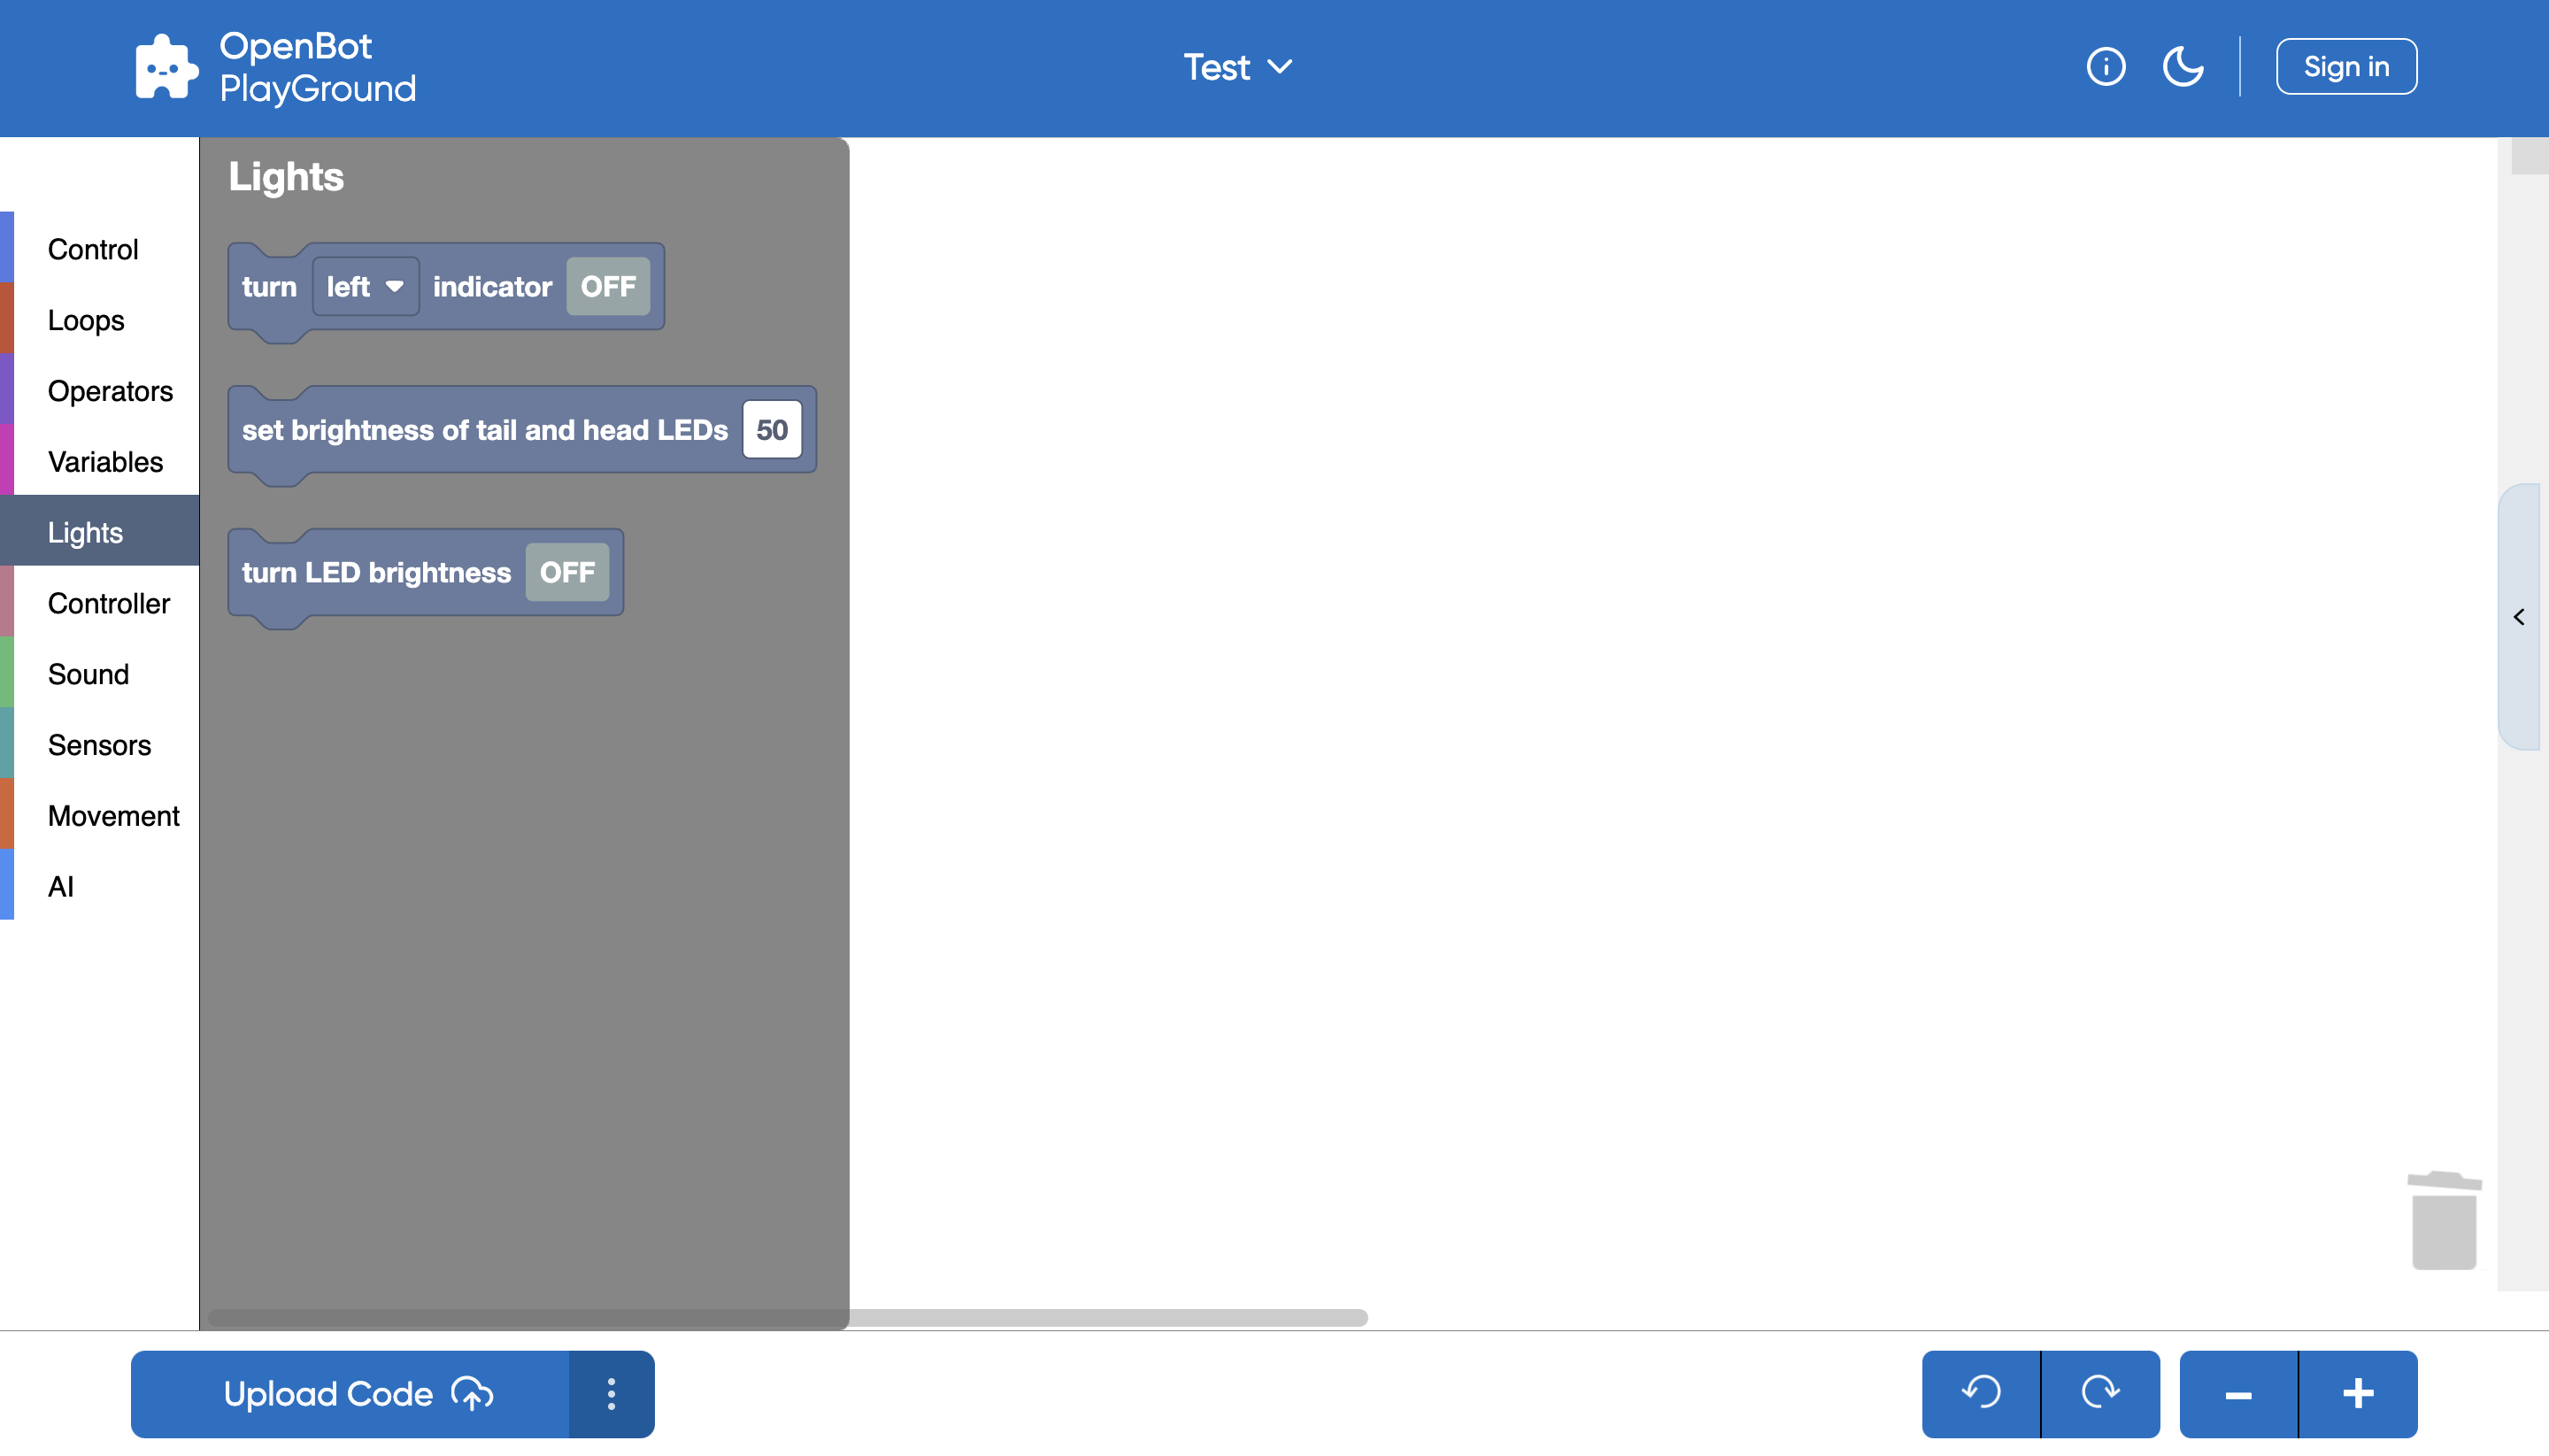 OpenBot
PlayGround
Test
Sign in
Control
Loops
Operators
Variables
Lights
Controller
Sound
Sensors
Movement
AI
Lights
turn left indicator OFF
set brightness of tail and head LEDs 50
turn LED brightness OFF
Upload Code